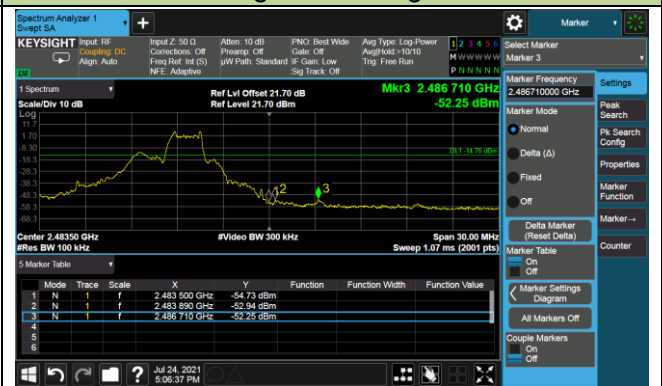 Spectrum Analyzer 1
Swept SA
Marker
KEYSIGHT
Input: RF
Coupling: DC
Align: Auto
Input Z: 50 Ω
Corrections: Off
Freq Ref: Int (S)
NFE: Adaptive
Atten: 10 dB
Preamp: Off
µW Path: Standard
PNO: Best Wide
Gate: Off
IF Gain: Low
Sig Track: Off
Avg Type: Log-Power
Avg|Hold:>10/10
Trig: Free Run
1 2 3 4 5 6
M W W W W W
P N N N N N
Select Marker
Marker 3
LXI
1 Spectrum
Scale/Div 10 dB
Ref Lvl Offset 21.70 dB
Ref Level 21.70 dBm
Mkr3 2.486 710 GHz
-52.25 dBm
Log
11.7
1.70
-8.30
-18.3
-28.3
-38.3
-48.3
-58.3
-68.3
DL1 -14.75 dBm
2
3
Center 2.48350 GHz
#Video BW 300 kHz
Span 30.00 MHz
#Res BW 100 kHz
Sweep 1.07 ms (2001 pts)
5 Marker Table
Mode Trace Scale X Y Function Function Width Function Value
1 N 1 f 2.483 500 GHz -54.73 dBm
2 N 1 f 2.483 890 GHz -52.94 dBm
3 N 1 f 2.486 710 GHz -52.25 dBm
4
5
6
Marker Frequency
2.486710000 GHz
Marker Mode
Normal
Delta (Δ)
Fixed
Off
Delta Marker
(Reset Delta)
Marker Table
On
Off
Marker Settings
Diagram
All Markers Off
Couple Markers
On
Off
Settings
Peak
Search
Pk Search
Config
Properties
Marker
Function
Marker→
Counter
Jul 24, 2021
5:06:37 PM